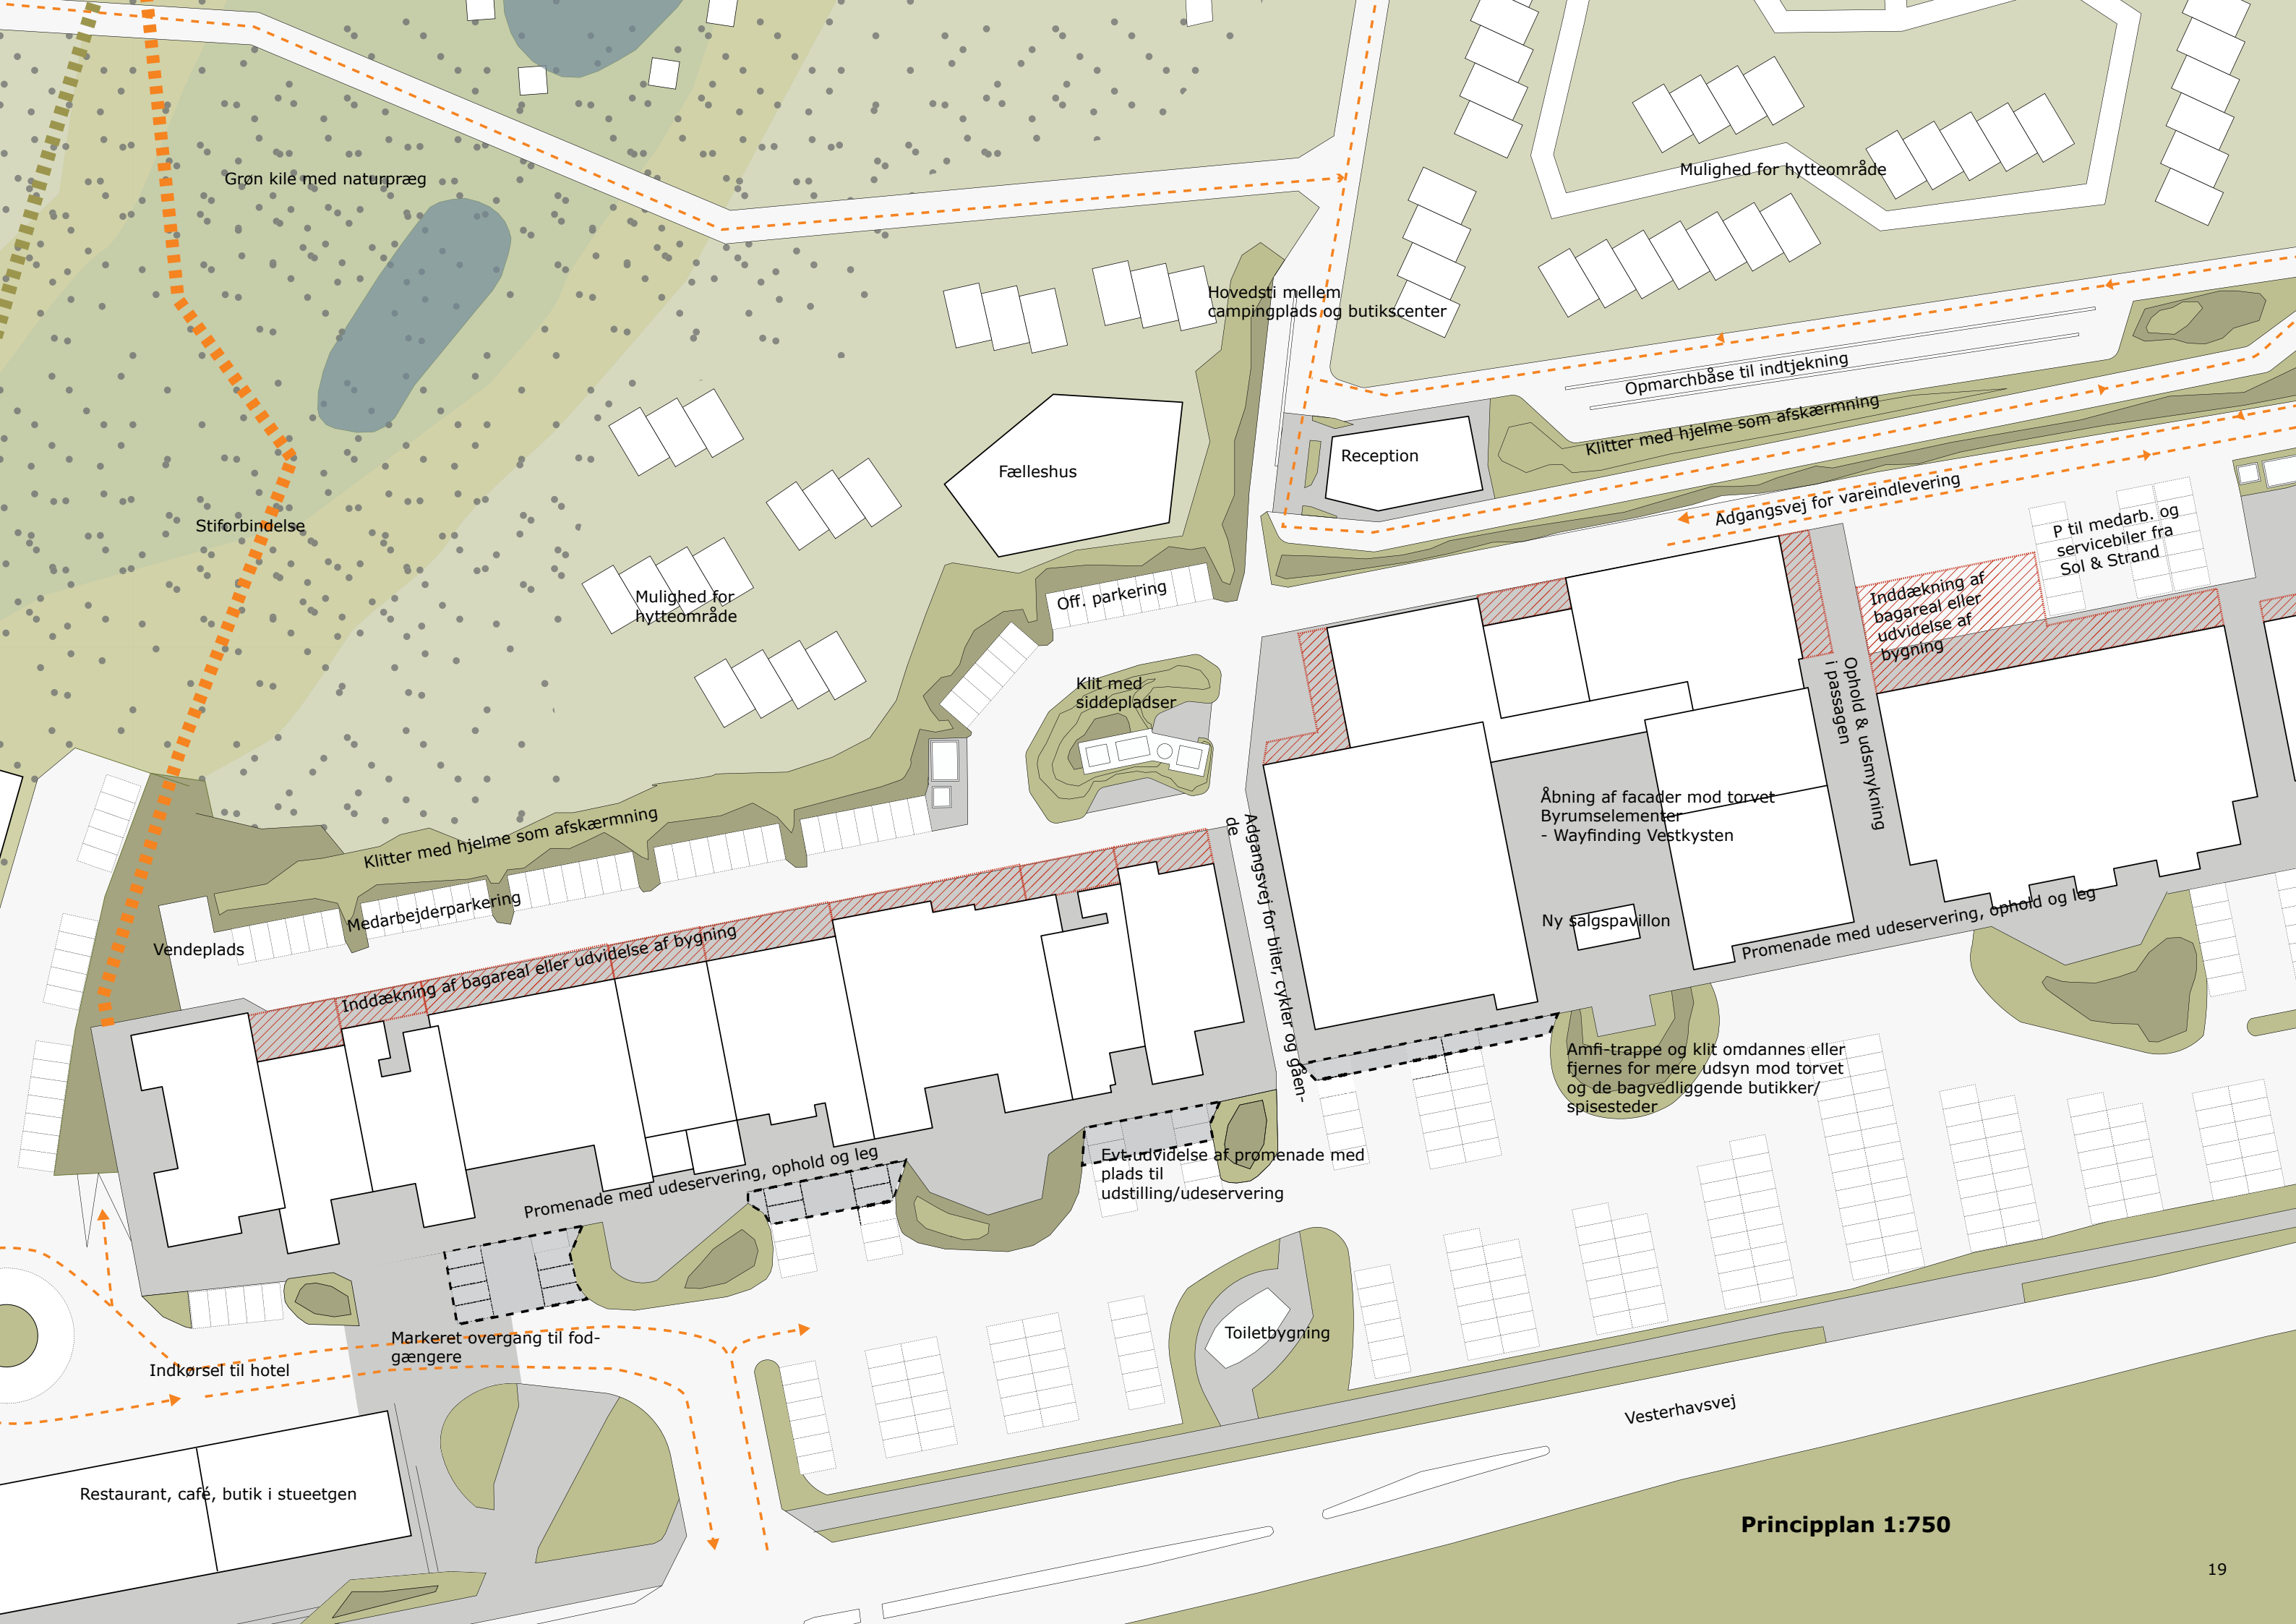 Grøn kile med naturpræg
Mulighed for hytteområde
Hovedsti mellem
campingplads og butikscenter
Opmarchbåse til indtjekning
Klitter med hjelme som afskærmning
Reception
Fælleshus
Adgangsvej for vareindlevering
P til medarb. og
servicebiler fra
Sol & Strand
Stiforbindelse
Inddækning af
bagareal eller
udvidelse af
bygning
Off. parkering
Mulighed for
hytteområde
Klit med
siddepladser
Ophold & udsmykning
i passagen
Åbning af facader mod torvet
Byrumselementer
- Wayfinding Vestkysten
Klitter med hjelme som afskærmning
Adgangsvej for biler, cykler og gåen-
de
Medarbejderparkering
Vendeplads
Ny salgspavillon
Promenade med udeservering, ophold og leg
Inddækning af bagareal eller udvidelse af bygning
Amfi-trappe og klit omdannes eller
fjernes for mere udsyn mod torvet
og de bagvedliggende butikker/
spisesteder
Promenade med udeservering, ophold og leg
Evt. udvidelse af promenade med
plads til
udstilling/udeservering
Markeret overgang til fod-
gængere
Indkørsel til hotel
Toiletbygning
Vesterhavsvej
Restaurant, café, butik i stueetgen
Principplan 1:750
19